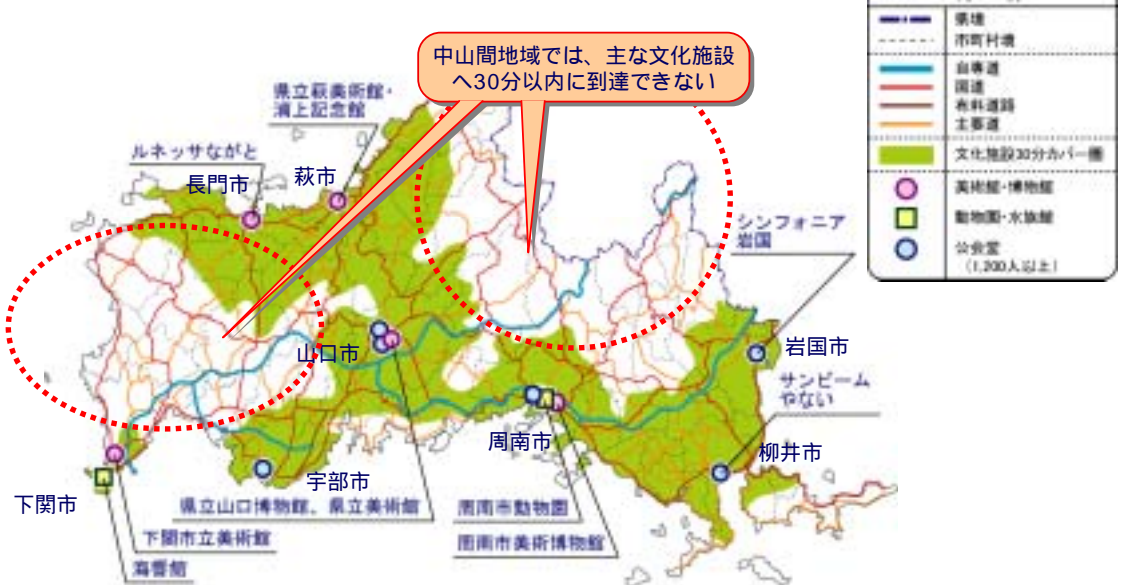 中山間地域では、主な文化施設
へ30分以内に到達できない
県立萩美術館・
浦上記念館
ルネッサながと
長門市
萩市
シンフォニア
岩国
山口市
岩国市
サンビーム
やない
周南市
柳井市
宇部市
下関市
県立山口博物館、県立美術館
周南市動物園
下関市立美術館
周南市美術博物館
海響館
県境
市町村境
自専道
国道
有料道路
主要道
文化施設30分カバー圏
美術館・博物館
動物園・水族館
公会堂
(1,200人以上)